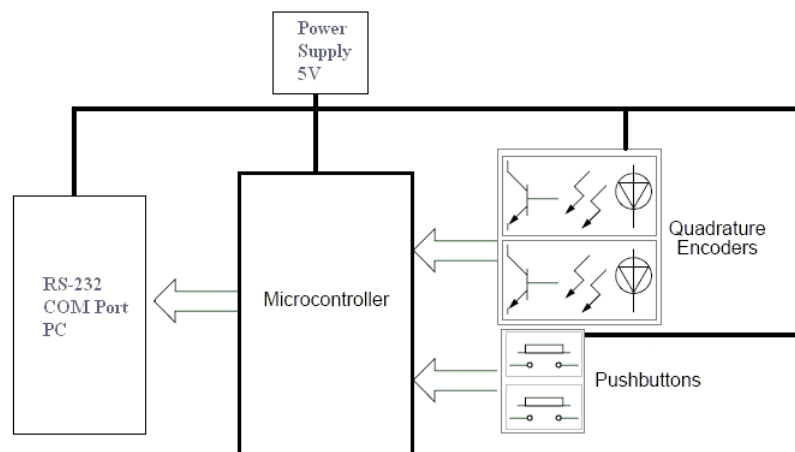 Power
Supply
5V
RS-232
COM Port
PC
Microcontroller
Quadrature
Encoders
Pushbuttons